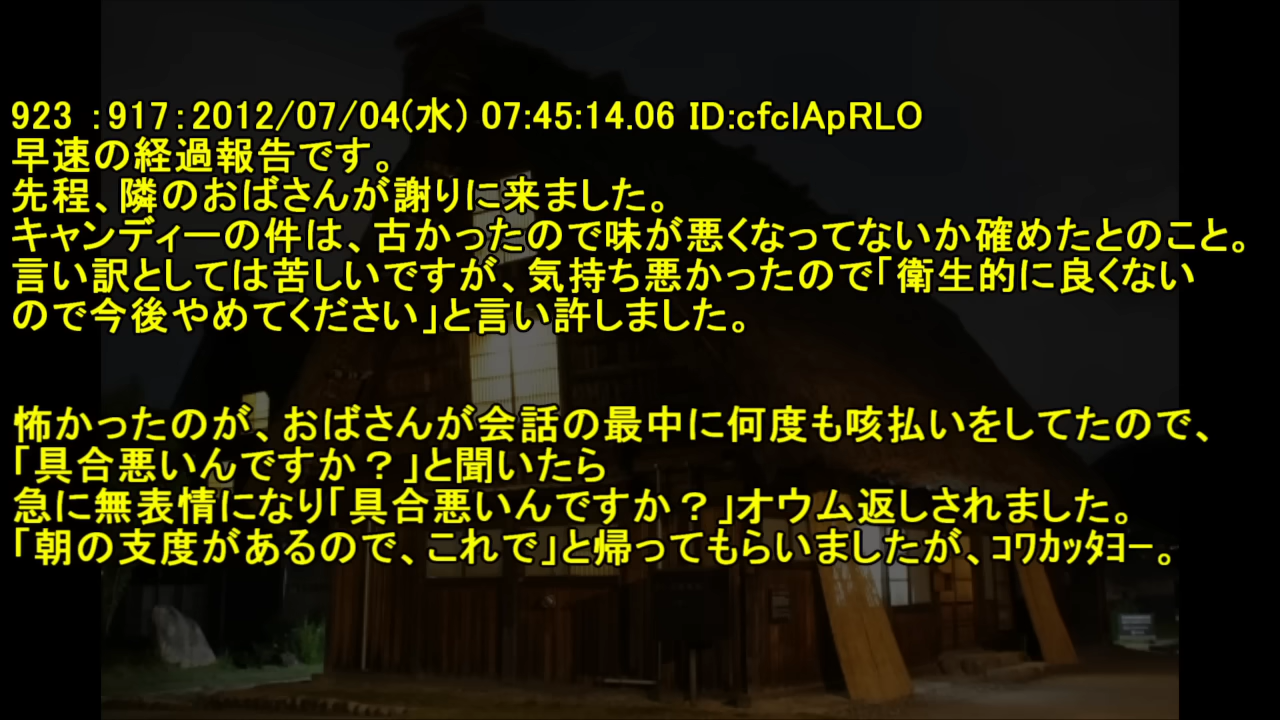 923 :917:2012/07/04(水) 07:45:14.06 ID:cfclApRLO
早速の経過報告です。
先程、隣のおばさんが謝りに来ました。
キャンディーの件は、古かったので味が悪くなってないか確めたとのこと。
言い訳としては苦しいですが、気持ち悪かったので「衛生的に良くない
ので今後やめてください」と言い許しました。
怖かったのが、おばさんが会話の最中に何度も咳払いをしてたので、
「具合悪いんですか？」と聞いたら
急に無表情になり「具合悪いんですか？」オウム返しされました。
「朝の支度があるので、これで」と帰ってもらいましたが、ｺﾜｶｯﾀﾖｰ。